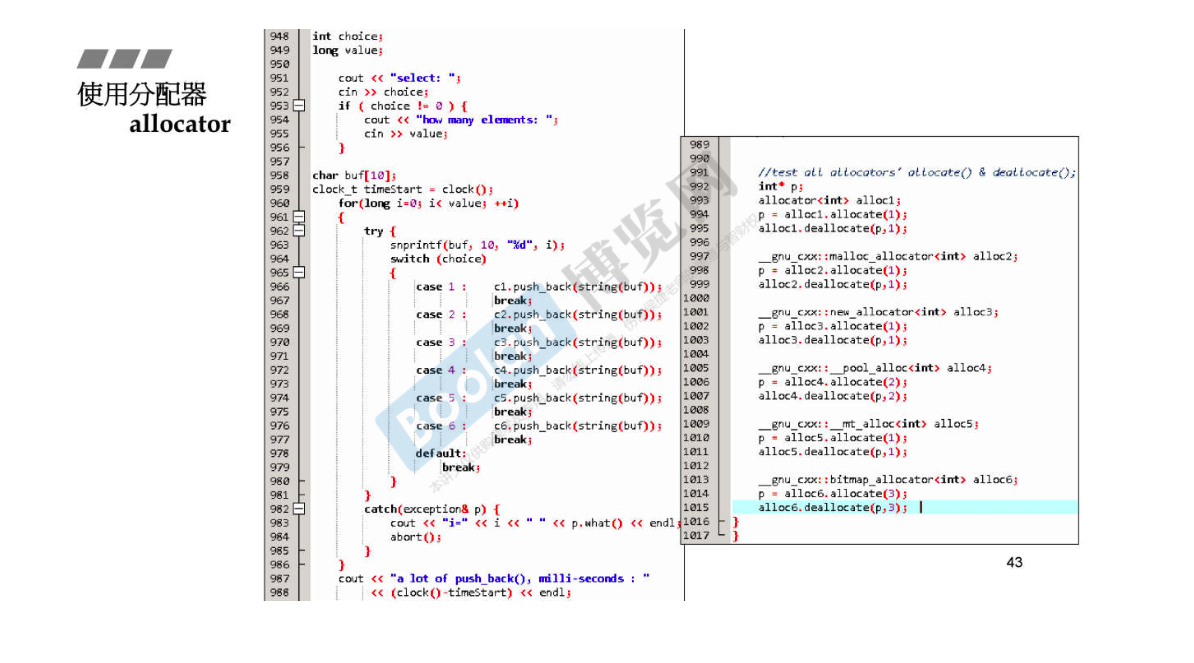 使用分配器
allocator
948 int choice;
949 long value;
950
951 cout << "select: ";
952 cin >> choice;
953 if ( choice != 0 ) {
954 cout << "how many elements: ";
955 cin >> value;
956 }
957
958 char buf[10];
959 clock_t timeStart = clock();
960 for(long i=0; i< value; ++i)
961 {
962 try {
963 snprintf(buf, 10, "%d", i);
964 switch (choice)
965 {
966 case 1 : c1.push_back(string(buf));
967 break;
968 case 2 : c2.push_back(string(buf));
969 break;
970 case 3 : c3.push_back(string(buf));
971 break;
972 case 4 : c4.push_back(string(buf));
973 break;
974 case 5 : c5.push_back(string(buf));
975 break;
976 case 6 : c6.push_back(string(buf));
977 break;
978 default:
979 break;
980 }
981 }
982 catch(exception& p) {
983 cout << "i=" << i << " " << p.what() << endl;
984 abort();
985 }
986 }
987 cout << "a lot of push_back(), milli-seconds : "
988 << (clock()-timeStart) << endl;
989
990
991 //test all allocators' allocate() & deallocate();
992 int* p;
993 allocator<int> alloc1;
994 p = alloc1.allocate(1);
995 alloc1.deallocate(p,1);
996
997 __gnu_cxx::malloc_allocator<int> alloc2;
998 p = alloc2.allocate(1);
999 alloc2.deallocate(p,1);
1000
1001 __gnu_cxx::new_allocator<int> alloc3;
1002 p = alloc3.allocate(1);
1003 alloc3.deallocate(p,1);
1004
1005 __gnu_cxx::__pool_alloc<int> alloc4;
1006 p = alloc4.allocate(2);
1007 alloc4.deallocate(p,2);
1008
1009 __gnu_cxx::__mt_alloc<int> alloc5;
1010 p = alloc5.allocate(1);
1011 alloc5.deallocate(p,1);
1012
1013 __gnu_cxx::bitmap_allocator<int> alloc6;
1014 p = alloc6.allocate(3);
1015 alloc6.deallocate(p,3);
1016 }
1017 }
Boolan 博览网
43